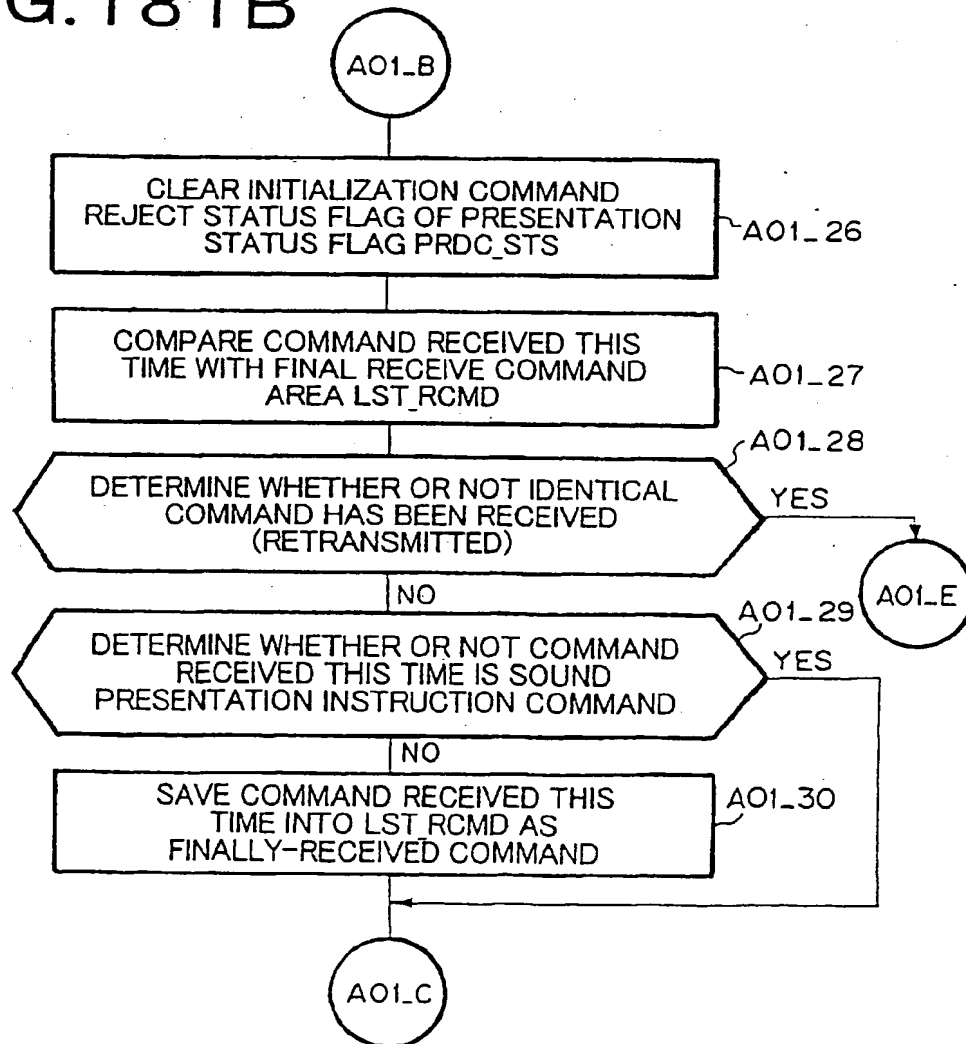 G. 181B
A01_B
CLEAR INITIALIZATION COMMAND
REJECT STATUS FLAG OF PRESENTATION
STATUS FLAG PRDC_STS
A01_26
COMPARE COMMAND RECEIVED THIS
TIME WITH FINAL RECEIVE COMMAND
AREA LST_RCMD
A01_27
A01_28
DETERMINE WHETHER OR NOT IDENTICAL
COMMAND HAS BEEN RECEIVED
(RETRANSMITTED)
YES
A01_E
NO
A01_29
DETERMINE WHETHER OR NOT COMMAND
RECEIVED THIS TIME IS SOUND
PRESENTATION INSTRUCTION COMMAND
YES
NO
SAVE COMMAND RECEIVED THIS
TIME INTO LST_RCMD AS
FINALLY-RECEIVED COMMAND
A01_30
A01_C